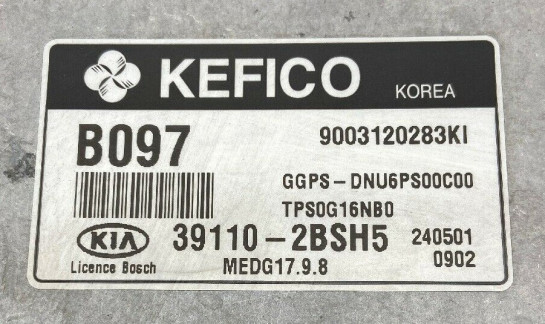 KEFICO KOREA
B097 9003120283KI
GGPS-DNU6PS00C00
TPS0G16NB0
KIA 39110-2BSH5 240501
Licence Bosch MEDG17.9.8 0902